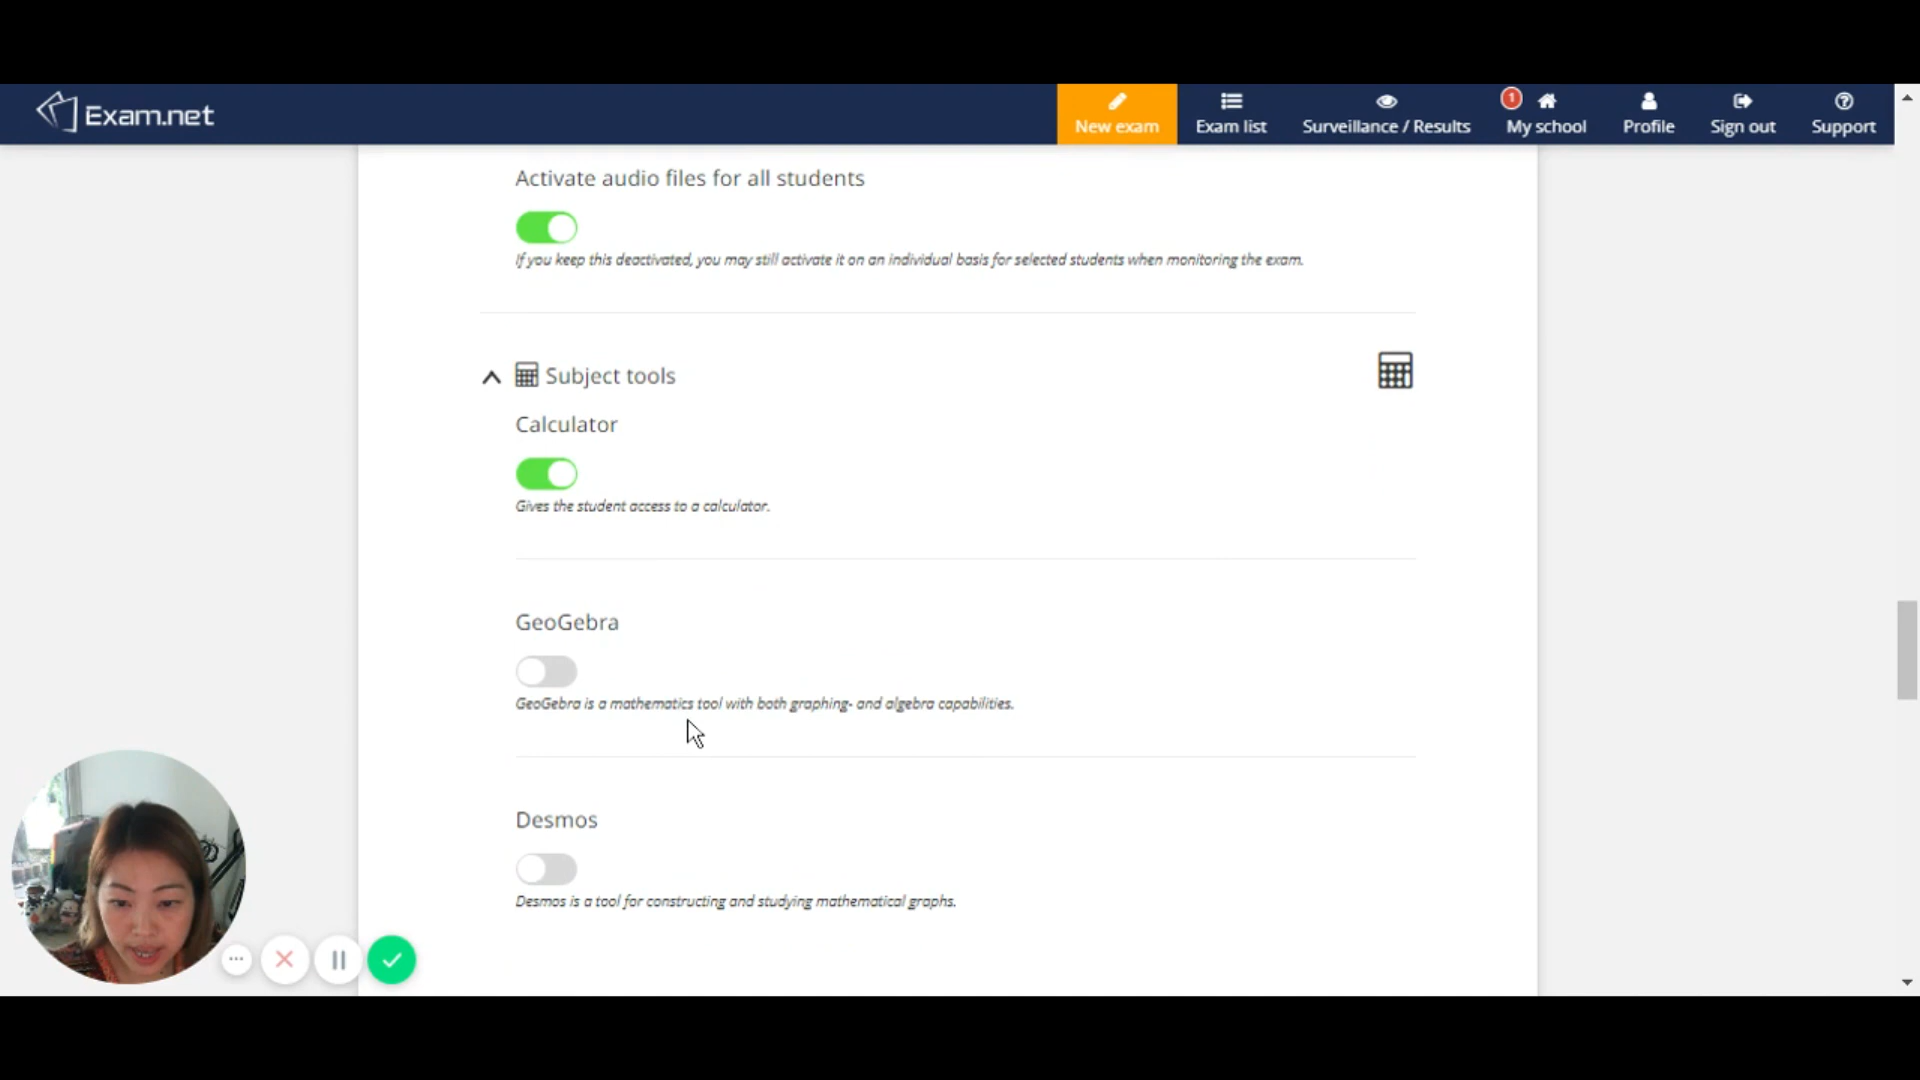 Exam.net
New exam
Exam list
Surveillance / Results
1
My school
Profile
Sign out
Support
Activate audio files for all students
If you keep this deactivated, you may still activate it on an individual basis for selected students when monitoring the exam.
Subject tools
Calculator
Gives the student access to a calculator.
GeoGebra
GeoGebra is a mathematics tool with both graphing- and algebra capabilities.
Desmos
Desmos is a tool for constructing and studying mathematical graphs.